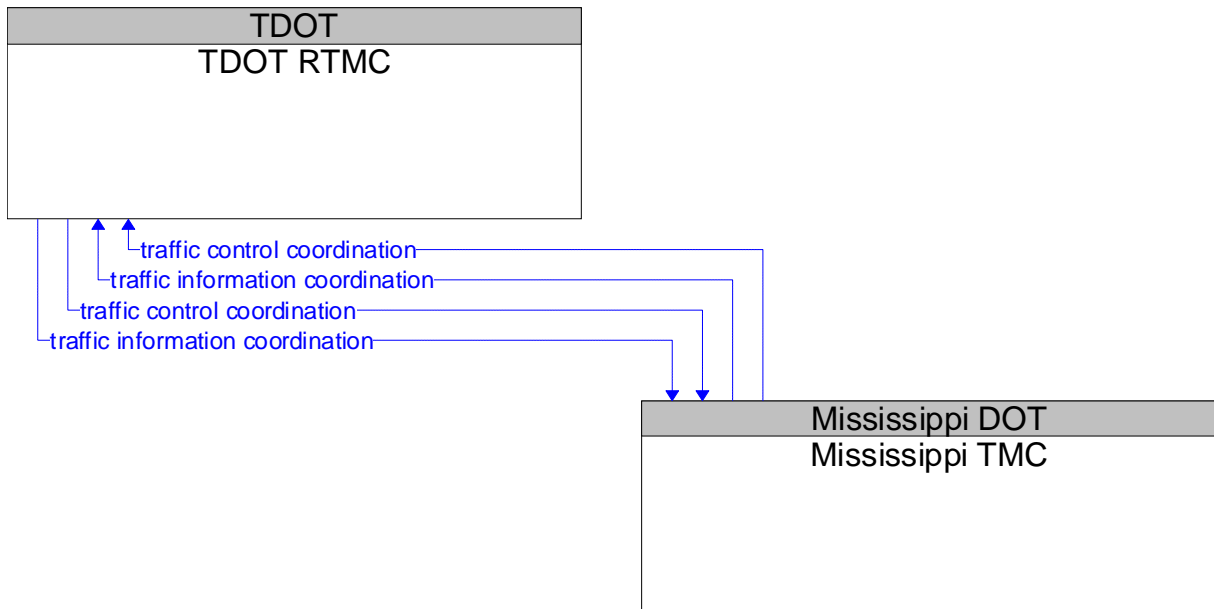 TDOT
TDOT RTMC
traffic control coordination
traffic information coordination
traffic control coordination
traffic information coordination
Mississippi DOT
Mississippi TMC